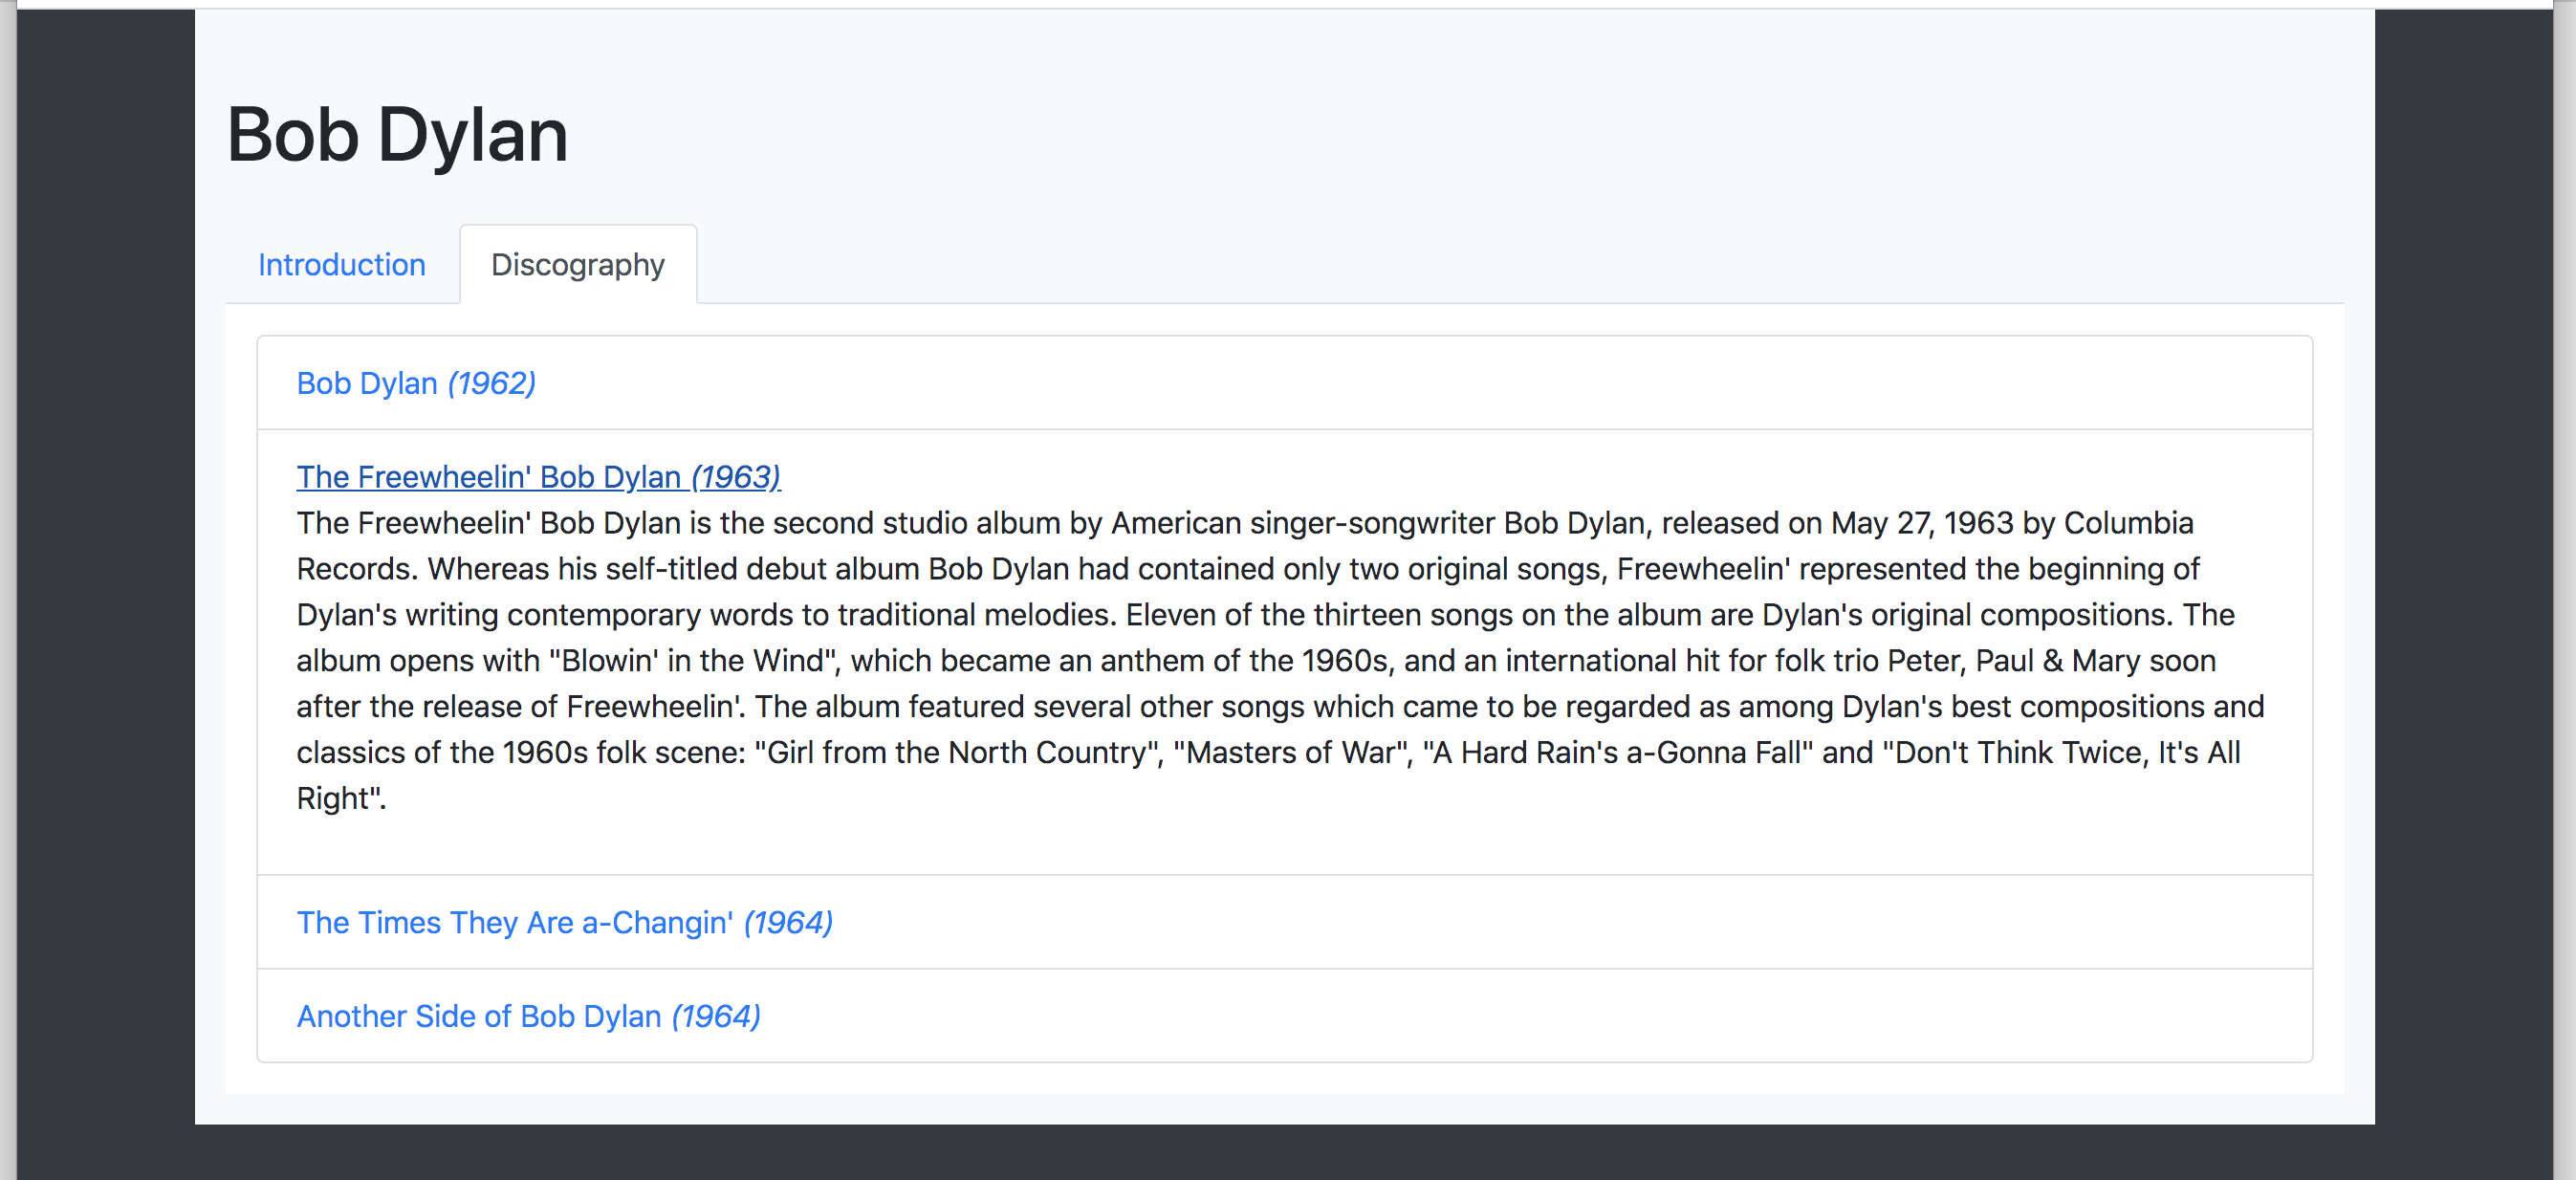 Bob Dylan
Introduction
Discography
Bob Dylan (1962)
The Freewheelin' Bob Dylan (1963)
The Freewheelin' Bob Dylan is the second studio album by American singer-songwriter Bob Dylan, released on May 27, 1963 by Columbia
Records. Whereas his self-titled debut album Bob Dylan had contained only two original songs, Freewheelin' represented the beginning of
Dylan's writing contemporary words to traditional melodies. Eleven of the thirteen songs on the album are Dylan's original compositions. The
album opens with "Blowin' in the Wind", which became an anthem of the 1960s, and an international hit for folk trio Peter, Paul & Mary soon
after the release of Freewheelin'. The album featured several other songs which came to be regarded as among Dylan's best compositions and
classics of the 1960s folk scene: "Girl from the North Country", "Masters of War", "A Hard Rain's a-Gonna Fall" and "Don't Think Twice, It's All
Right".
The Times They Are a-Changin' (1964)
Another Side of Bob Dylan (1964)